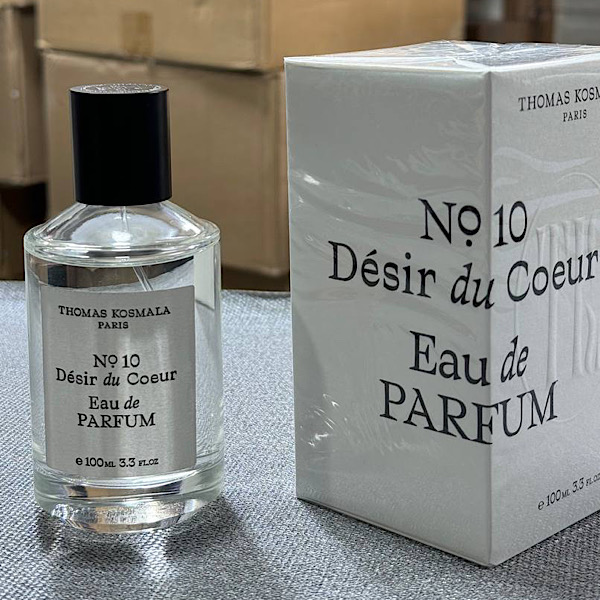 THOMAS KOSMALA
PARIS
Nº 10
Désir du Coeur
Eau de
PARFUM
e 100ML 3.3 FL.OZ
THOMAS
PARIS
Nº 10
Désir du Coeur
Eau de
PARFUM
e 100ML 3.3 FL.OZ